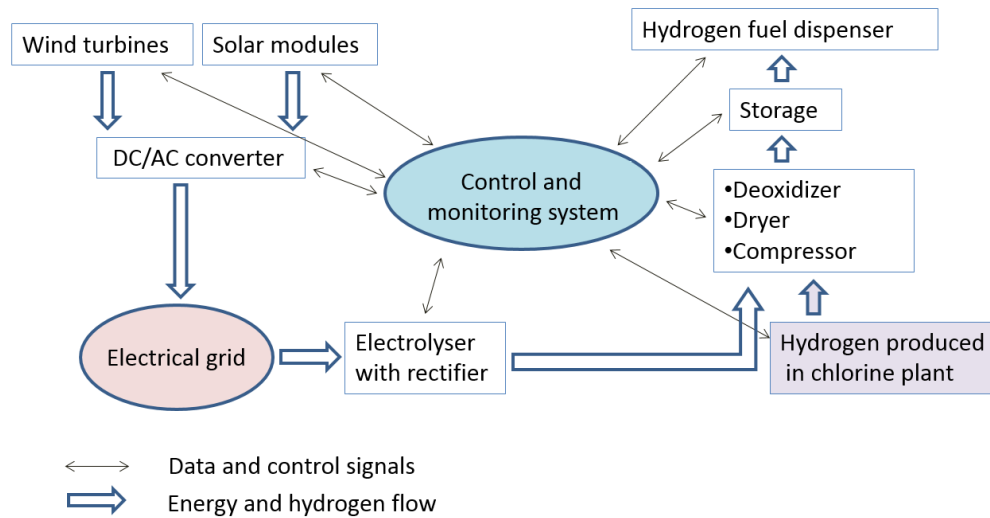 Wind turbines
Solar modules
Hydrogen fuel dispenser
Storage
DC/AC converter
Control and
monitoring system
•Deoxidizer
•Dryer
•Compressor
Electrical grid
Electrolyser
with rectifier
Hydrogen produced
in chlorine plant
Data and control signals
Energy and hydrogen flow